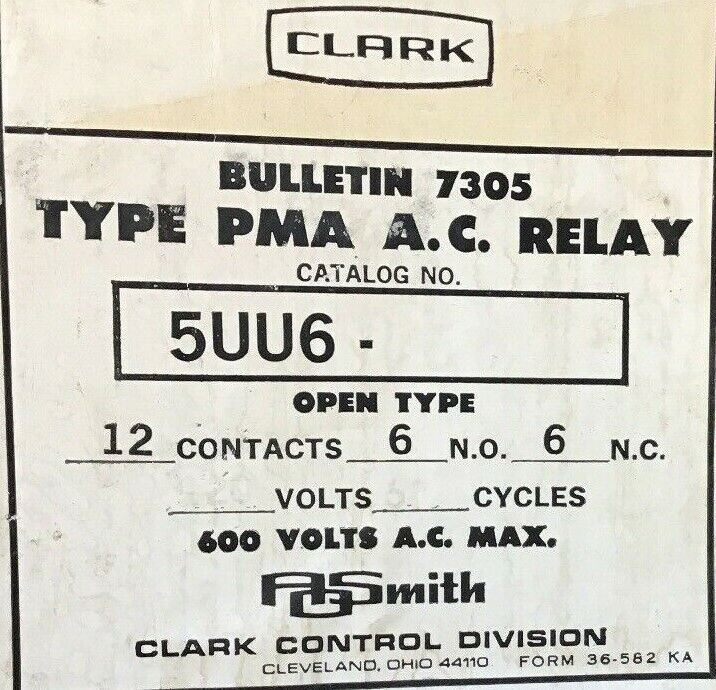 CLARK
BULLETIN 7305
TYPE PMA A.C. RELAY
CATALOG NO.
5UU6 -
OPEN TYPE
12 CONTACTS 6 N.O. 6 N.C.
VOLTS CYCLES
600 VOLTS A.C. MAX.
AOSmith
CLARK CONTROL DIVISION
CLEVELAND, OHIO 44110 FORM 36-582 KA